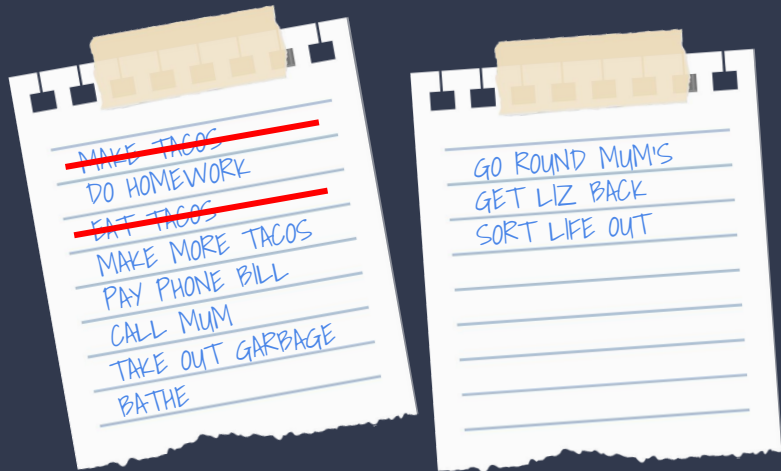 MAKE TACOS
DO HOMEWORK
EAT TACOS
MAKE MORE TACOS
PAY PHONE BILL
CALL MUM
TAKE OUT GARBAGE
BATHE
GO ROUND MUM'S
GET LIZ BACK
SORT LIFE OUT